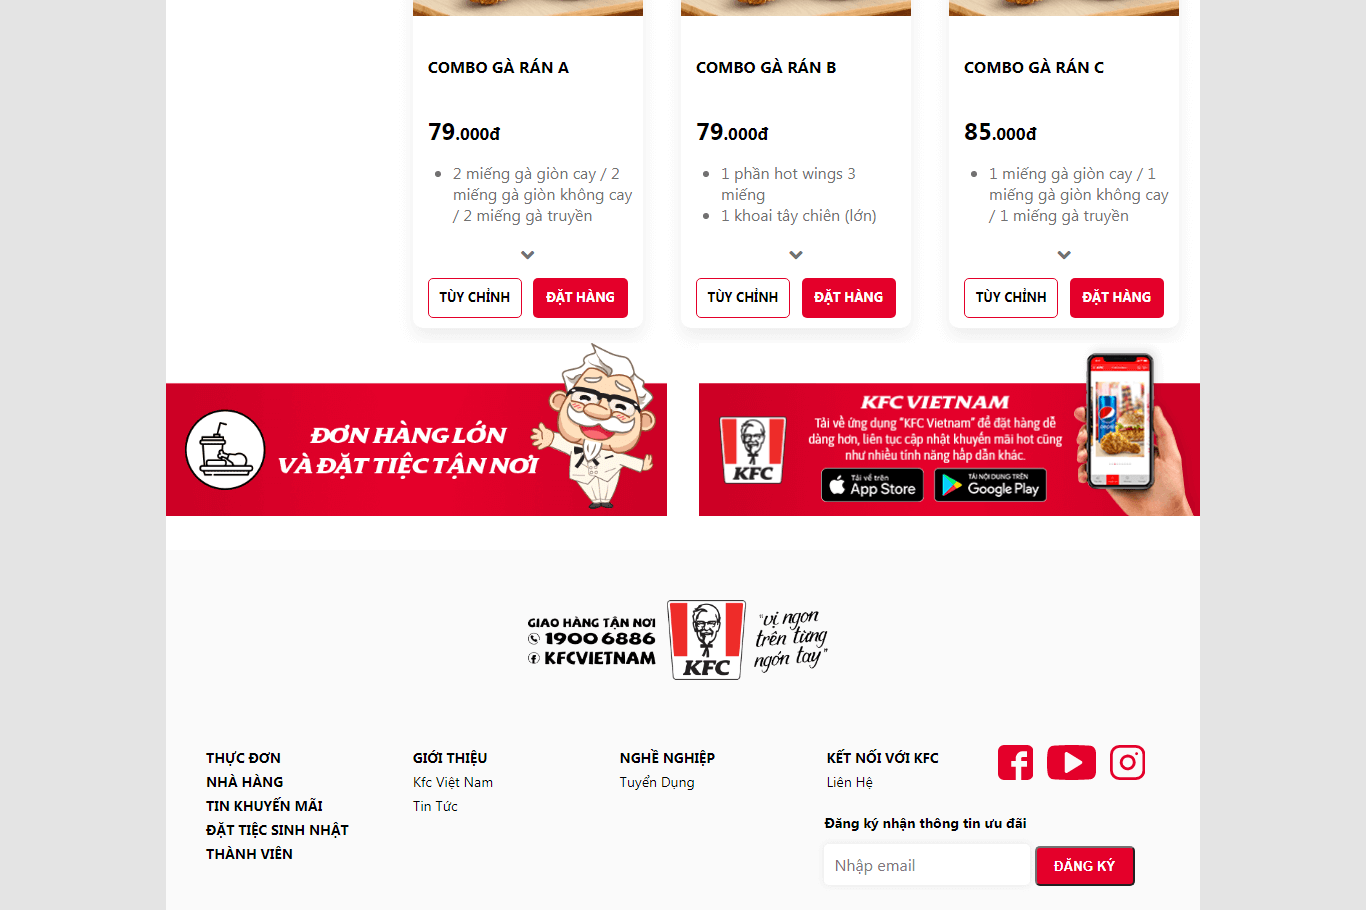 COMBO GÀ RÁN A
79.000đ
2 miếng gà giòn cay / 2
miếng gà giòn không cay
/ 2 miếng gà truyền
TÙY CHỈNH
ĐẶT HÀNG
COMBO GÀ RÁN B
79.000đ
1 phần hot wings 3
miếng
1 khoai tây chiên (lớn)
TÙY CHỈNH
ĐẶT HÀNG
COMBO GÀ RÁN C
85.000đ
1 miếng gà giòn cay / 1
miếng gà giòn không cay
/ 1 miếng gà truyền
TÙY CHỈNH
ĐẶT HÀNG
ĐƠN HÀNG LỚN
VÀ ĐẶT TIỆC TẬN NƠI
KFC
KFC VIETNAM
Tải về ứng dụng “KFC Vietnam” để đặt hàng dễ
dàng hơn, liên tục cập nhật khuyến mãi hot cùng
như nhiều tính năng hấp dẫn khác.
Tải về trên
App Store
TẢI NỘI DUNG TRÊN
Google Play
GIAO HÀNG TẬN NƠI
1900 6886
KFCVIETNAM
KFC
"vị ngon
trên từng
ngón tay"
THỰC ĐƠN
NHÀ HÀNG
TIN KHUYẾN MÃI
ĐẶT TIỆC SINH NHẬT
THÀNH VIÊN
GIỚI THIỆU
Kfc Việt Nam
Tin Tức
NGHỀ NGHIỆP
Tuyển Dụng
KẾT NỐI VỚI KFC
Liên Hệ
Đăng ký nhận thông tin ưu đãi
Nhập email
ĐĂNG KÝ